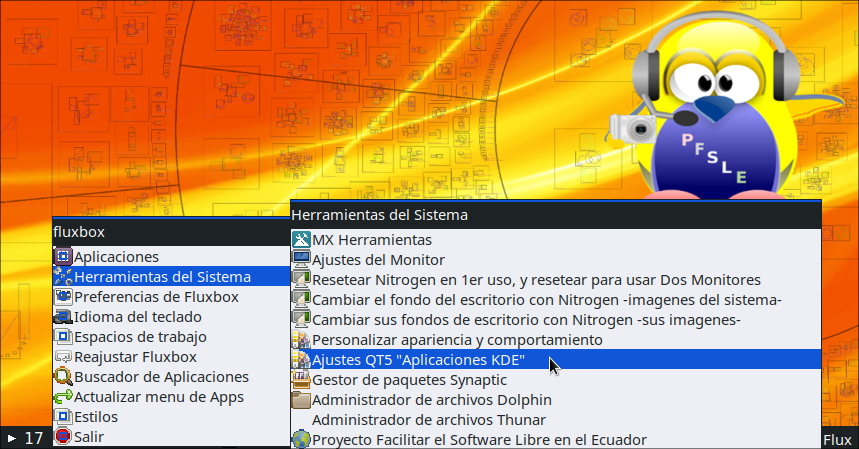 PFSLE
Herramientas del Sistema
MX Herramientas
Ajustes del Monitor
Resetear Nitrogen en 1er uso, y resetear para usar Dos Monitores
Cambiar el fondo del escritorio con Nitrogen -imagenes del sistema-
Cambiar sus fondos de escritorio con Nitrogen -sus imagenes-
Personalizar apariencia y comportamiento
Ajustes QT5 "Aplicaciones KDE"
Gestor de paquetes Synaptic
Administrador de archivos Dolphin
Administrador de archivos Thunar
Proyecto Facilitar el Software Libre en el Ecuador
fluxbox
Aplicaciones
Herramientas del Sistema
Preferencias de Fluxbox
Idioma del teclado
Espacios de trabajo
Reajustar Fluxbox
Buscador de Aplicaciones
Actualizar menu de Apps
Estilos
Salir
17
Flux